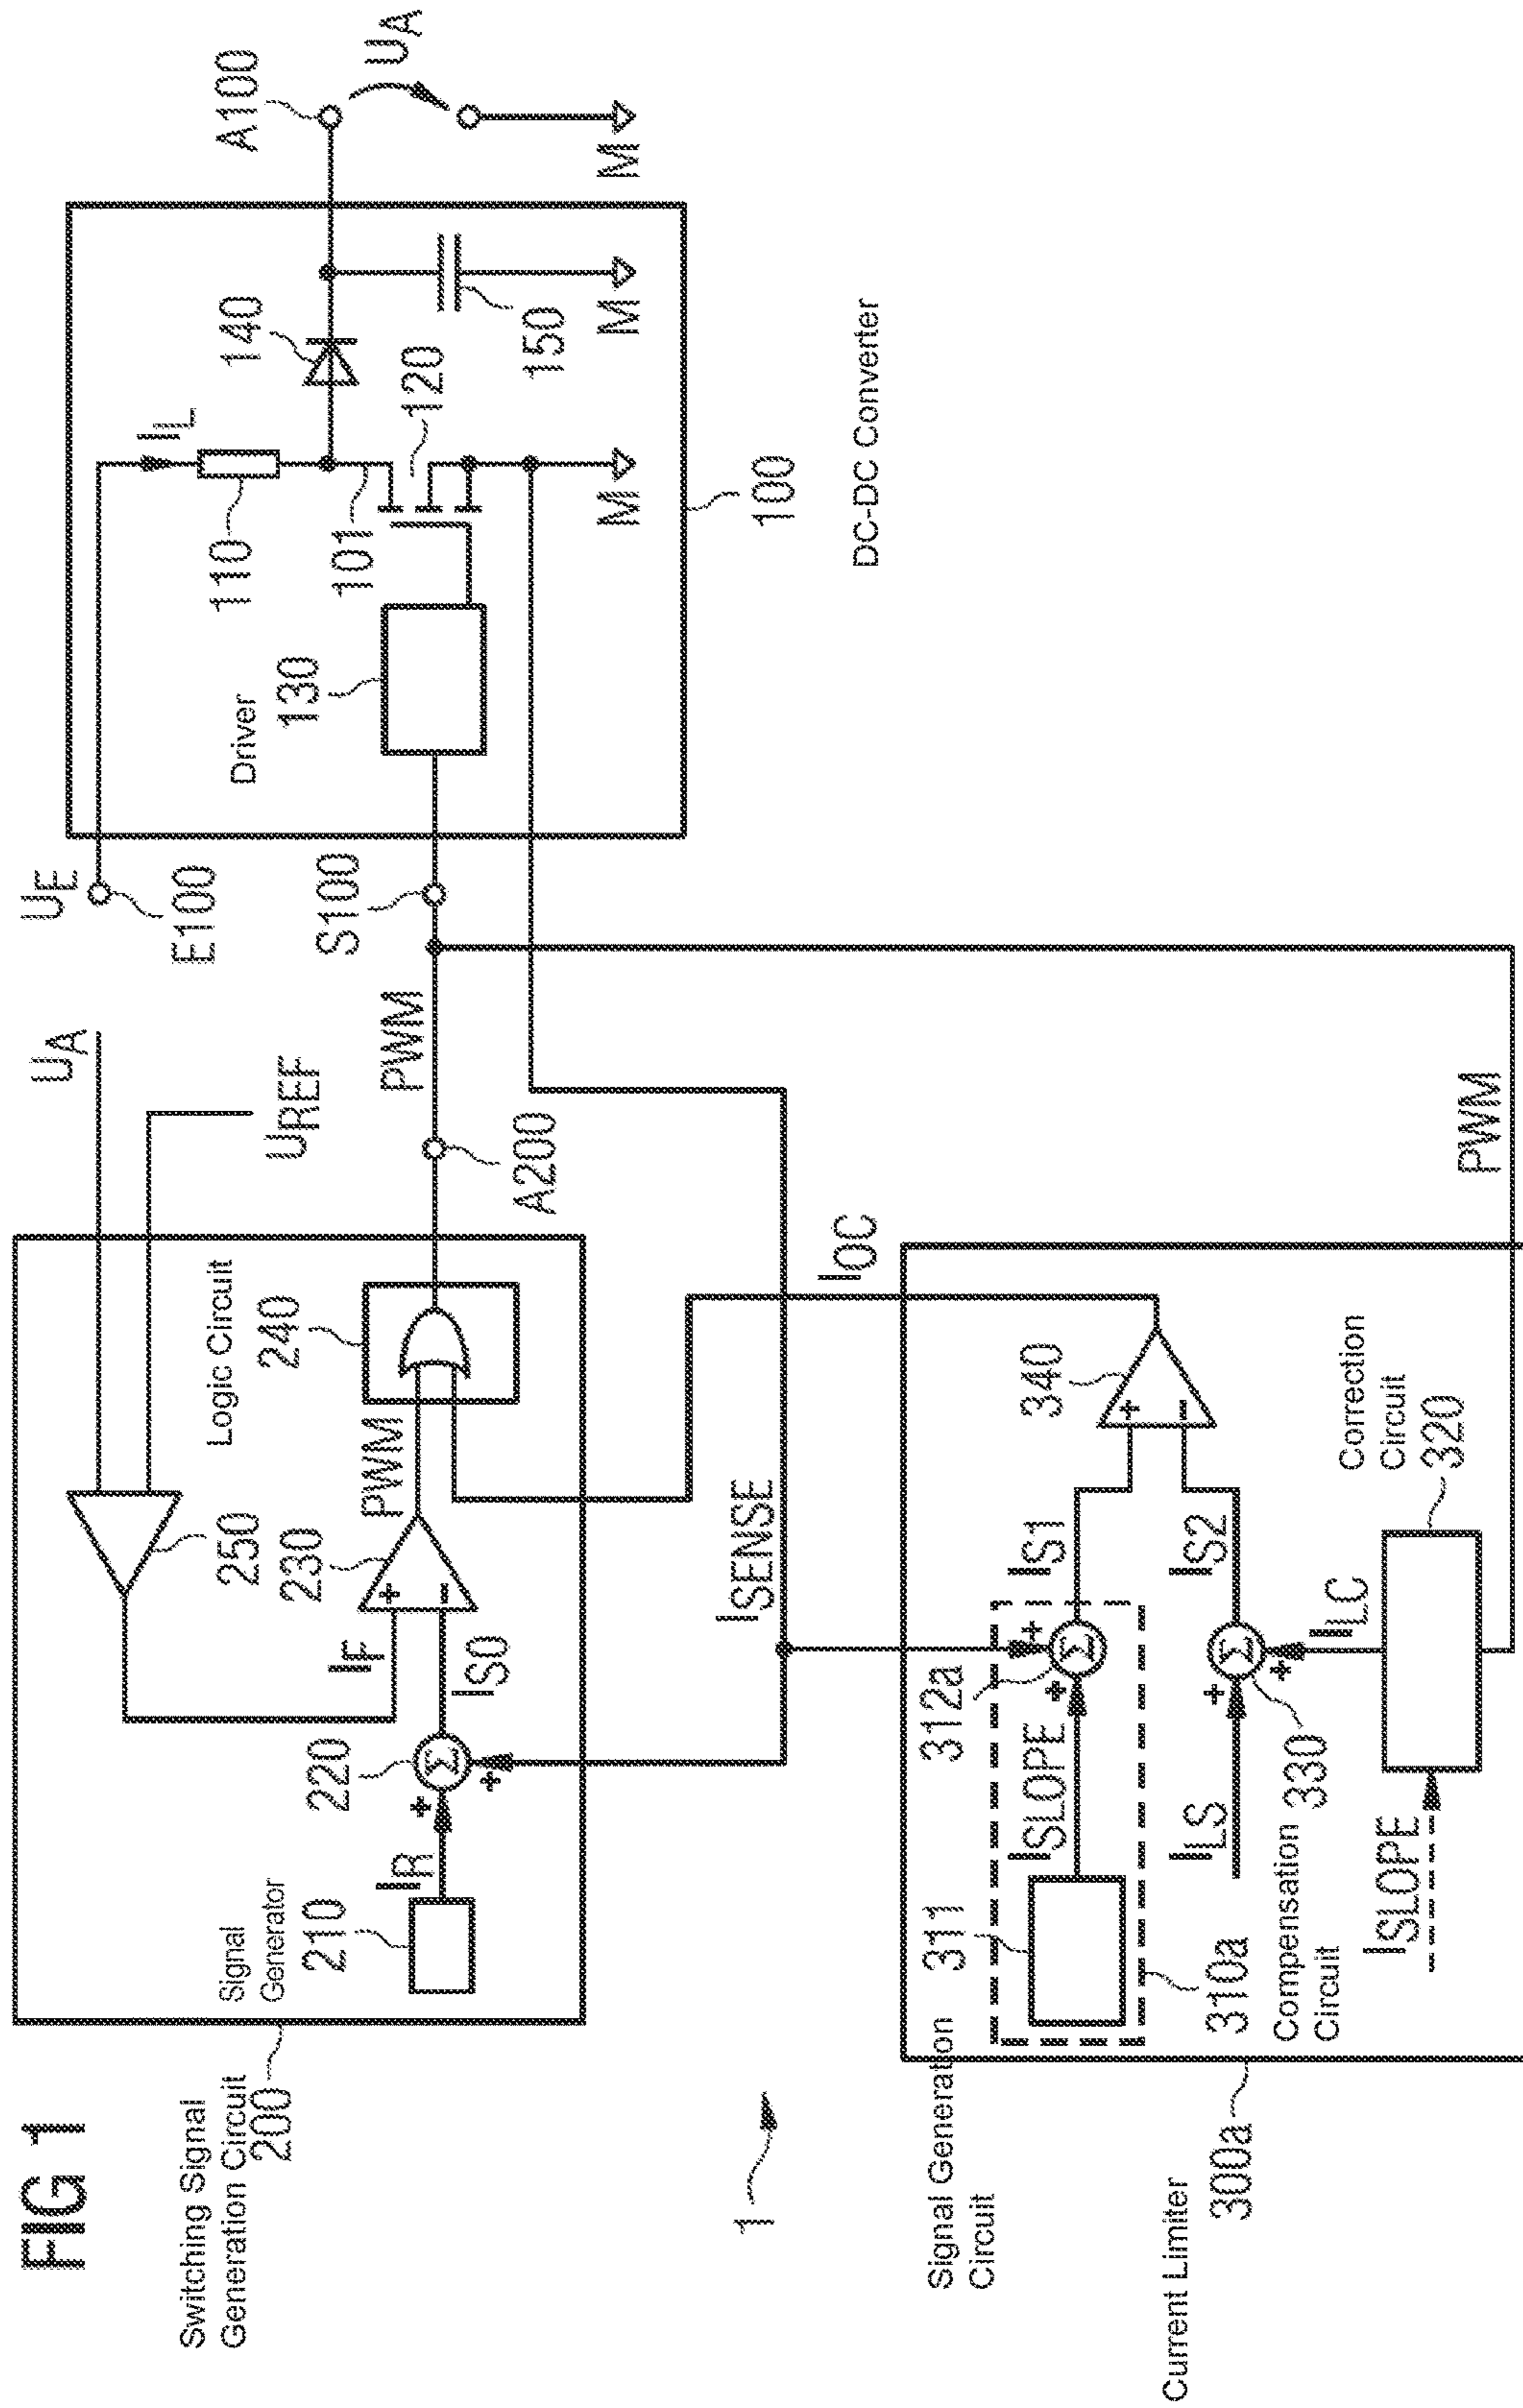 FIG 1
Switching Signal
Generation Circuit
200
Signal
Generator
210
IR
220
+
+
Σ
IS0
IF
230
+
-
250
PWM
Logic Circuit
240
UA
UREF
A200
PWM
S100
UE
E100
Driver
130
110
IL
101
120
140
150
M
M
M
A100
UA
100
DC-DC Converter
1
ISENSE
IOC
Signal Generation
Circuit
Current Limiter
300a
311
310a
ISLOPE
312a
+
+
Σ
IS1
340
+
-
ILS
IS2
+
+
Σ
Compensation
Circuit
330
ILC
Correction
Circuit
320
ISLOPE
PWM